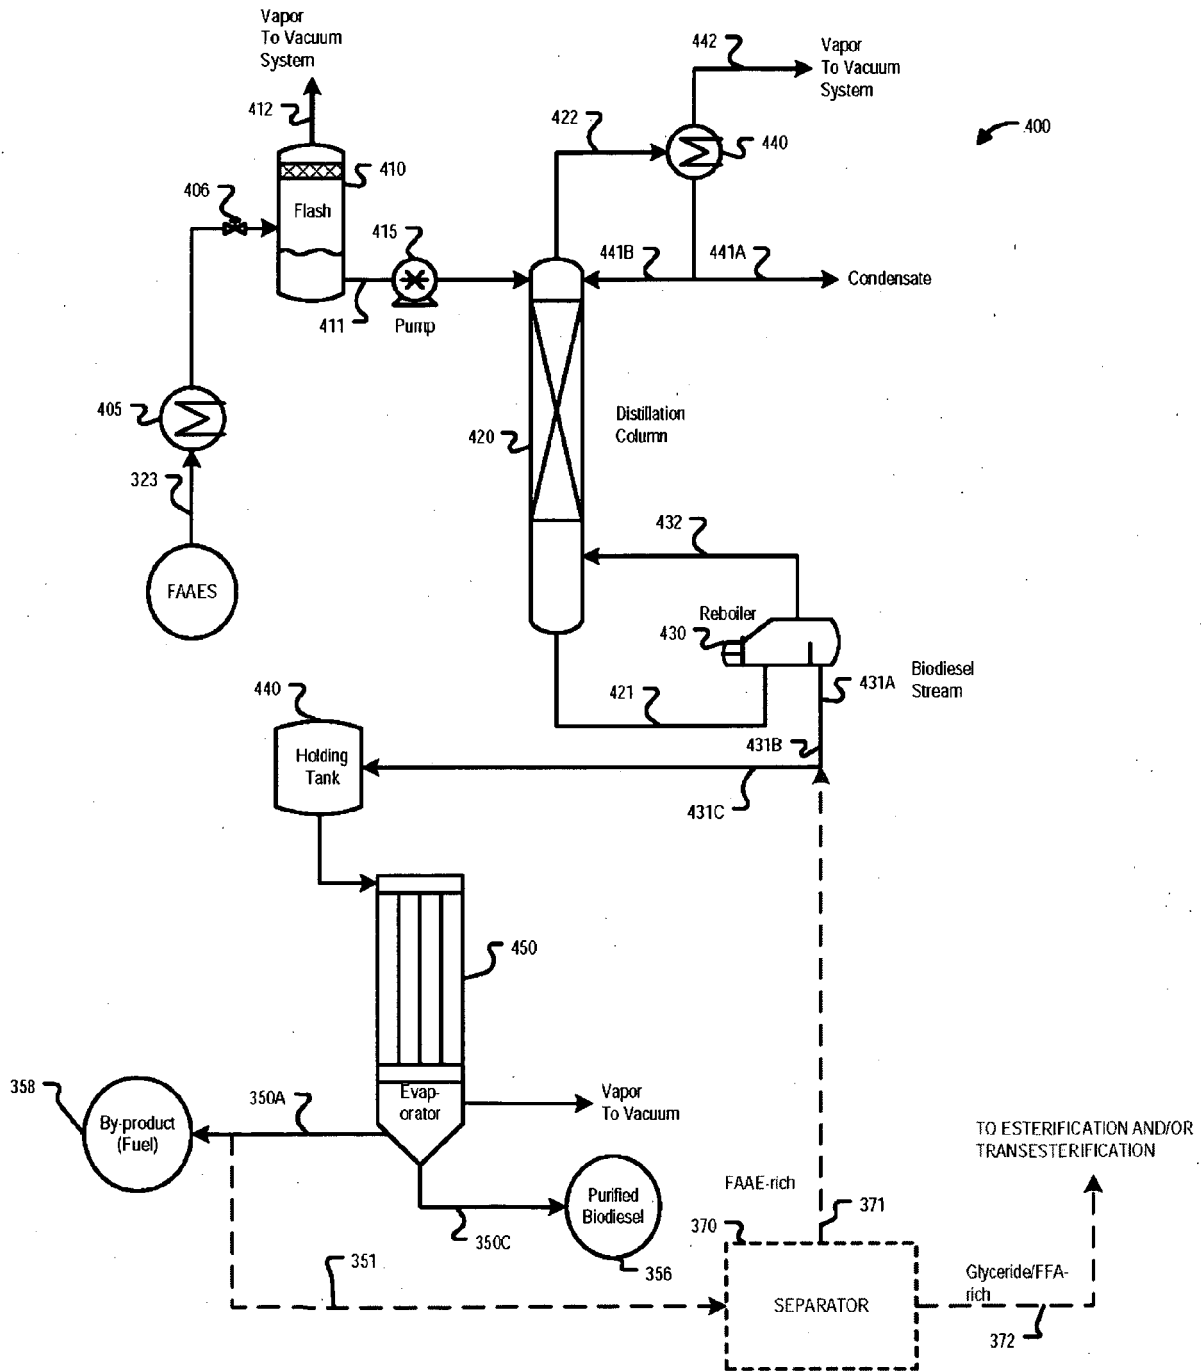 Vapor
To Vacuum
System
442
Vapor
To Vacuum
System
412
422
440
400
410
406
Flash
415
441B
441A
Condensate
411
Pump
405
Distillation
Column
420
323
432
FAAES
Reboiler
430
440
421
431A
Biodiesel
Stream
431B
Holding
Tank
431C
450
358
350A
Evap-
orator
Vapor
To Vacuum
By-product
(Fuel)
TO ESTERIFICATION AND/OR
TRANSESTERIFICATION
FAAE-rich
Purified
Biodiesel
370
371
350C
351
356
Glyceride/FFA-
rich
SEPARATOR
372